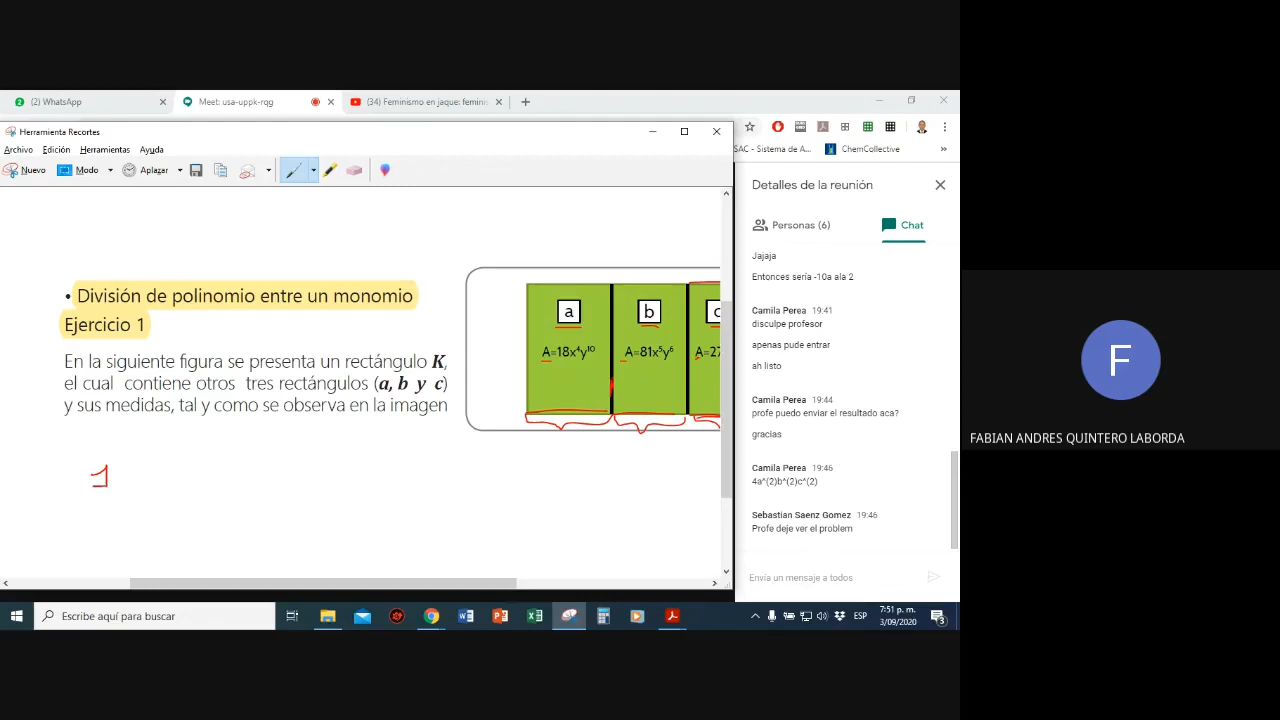 (2) WhatsApp
Meet: usa-uppk-rqg
(34) Feminismo en jaque: femini
Herramienta Recortes
Archivo Edición Herramientas Ayuda
Nuevo Modo Aplazar
SAC - Sistema de A...
ChemCollective
»
Detalles de la reunión
Personas (6)
Chat
Jajaja
Entonces sería -10a ala 2
Camila Perea 19:41
disculpe profesor
apenas pude entrar
ah listo
Camila Perea 19:44
profe puedo enviar el resultado aca?
gracias
Camila Perea 19:46
4a^(2)b^(2)c^(2)
Sebastian Saenz Gomez 19:46
Profe deje ver el problem
Envía un mensaje a todos
• División de polinomio entre un monomio
Ejercicio 1
En la siguiente figura se presenta un rectángulo K,
el cual contiene otros tres rectángulos (a, b y c)
y sus medidas, tal y como se observa en la imagen
a b c
A=18x⁴y¹⁰ A=81x⁵y⁶ A=27
1
F
FABIAN ANDRES QUINTERO LABORDA
Escribe aquí para buscar
ESP
7:51 p. m.
3/09/2020
3